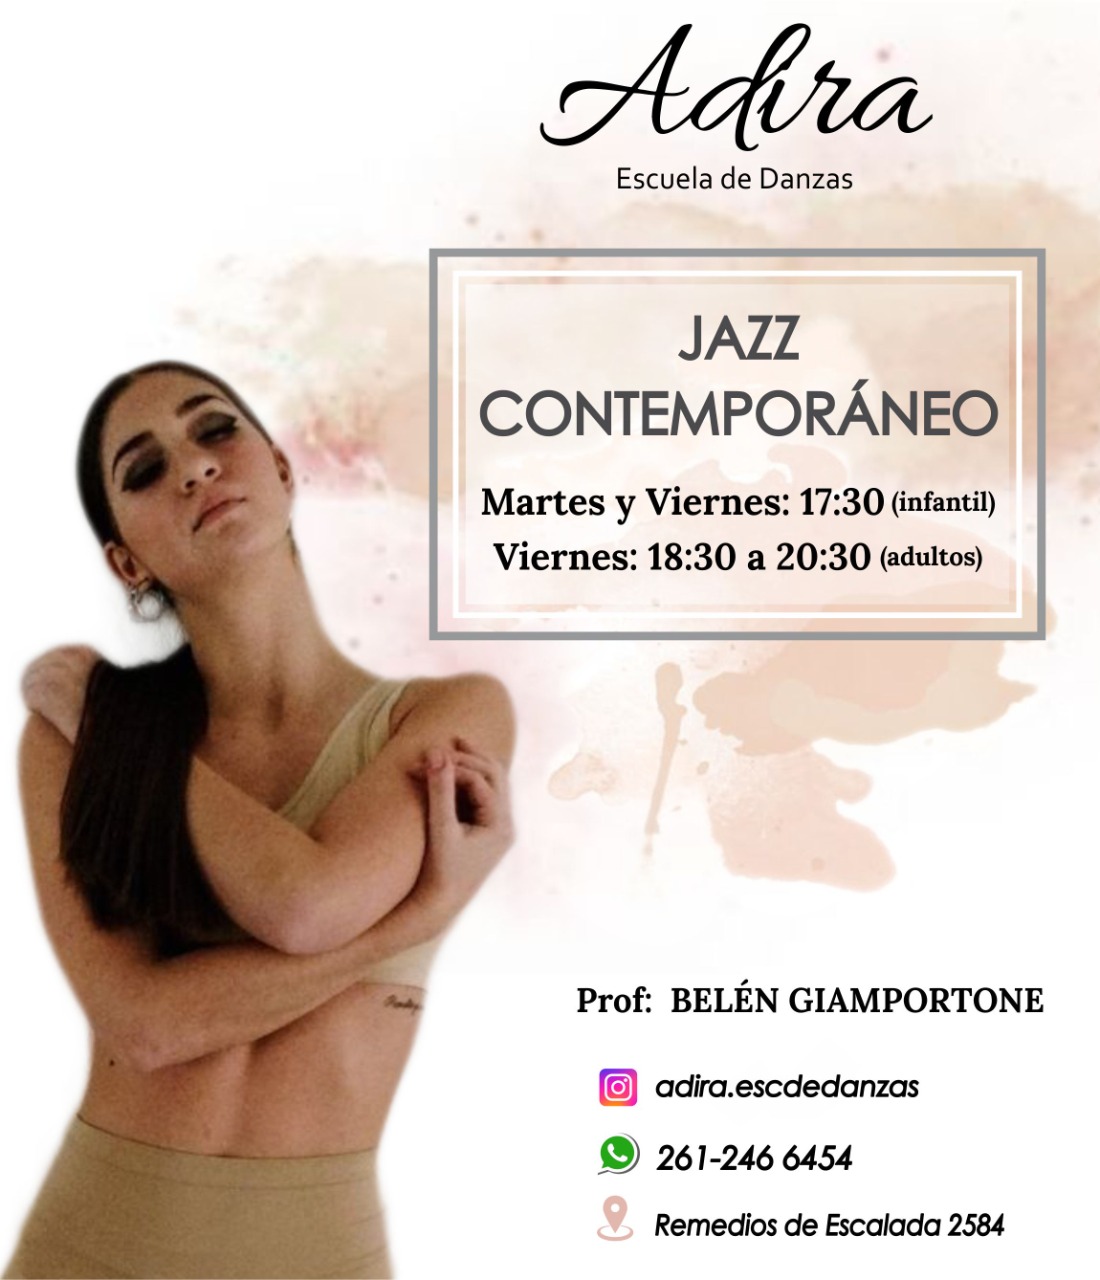 Adira
Escuela de Danzas
JAZZ
CONTEMPORÁNEO
Martes y Viernes: 17:30 (infantil)
Viernes: 18:30 a 20:30 (adultos)
Prof: BELÉN GIAMPORTONE
adira.escdedanzas
261-246 6454
Remedios de Escalada 2584